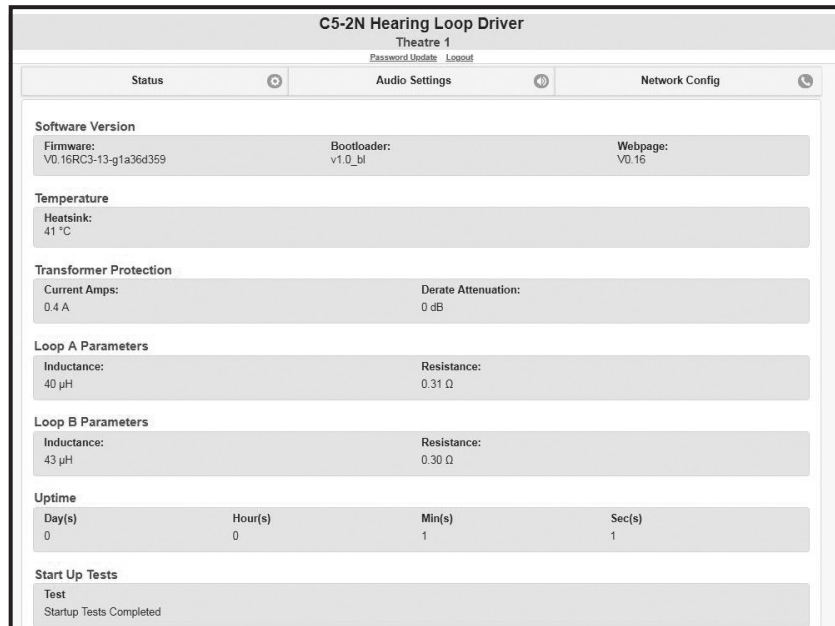 C5-2N Hearing Loop Driver
Theatre 1
Password Update Logout
Status Audio Settings Network Config
Software Version
Firmware: Bootloader: Webpage:
V0.16RC3-13-g1a36d359 v1.0_bl V0.16
Temperature
Heatsink:
41 °C
Transformer Protection
Current Amps: Derate Attenuation:
0.4 A 0 dB
Loop A Parameters
Inductance: Resistance:
40 µH 0.31 Ω
Loop B Parameters
Inductance: Resistance:
43 µH 0.30 Ω
Uptime
Day(s) Hour(s) Min(s) Sec(s)
0 0 1 1
Start Up Tests
Test
Startup Tests Completed